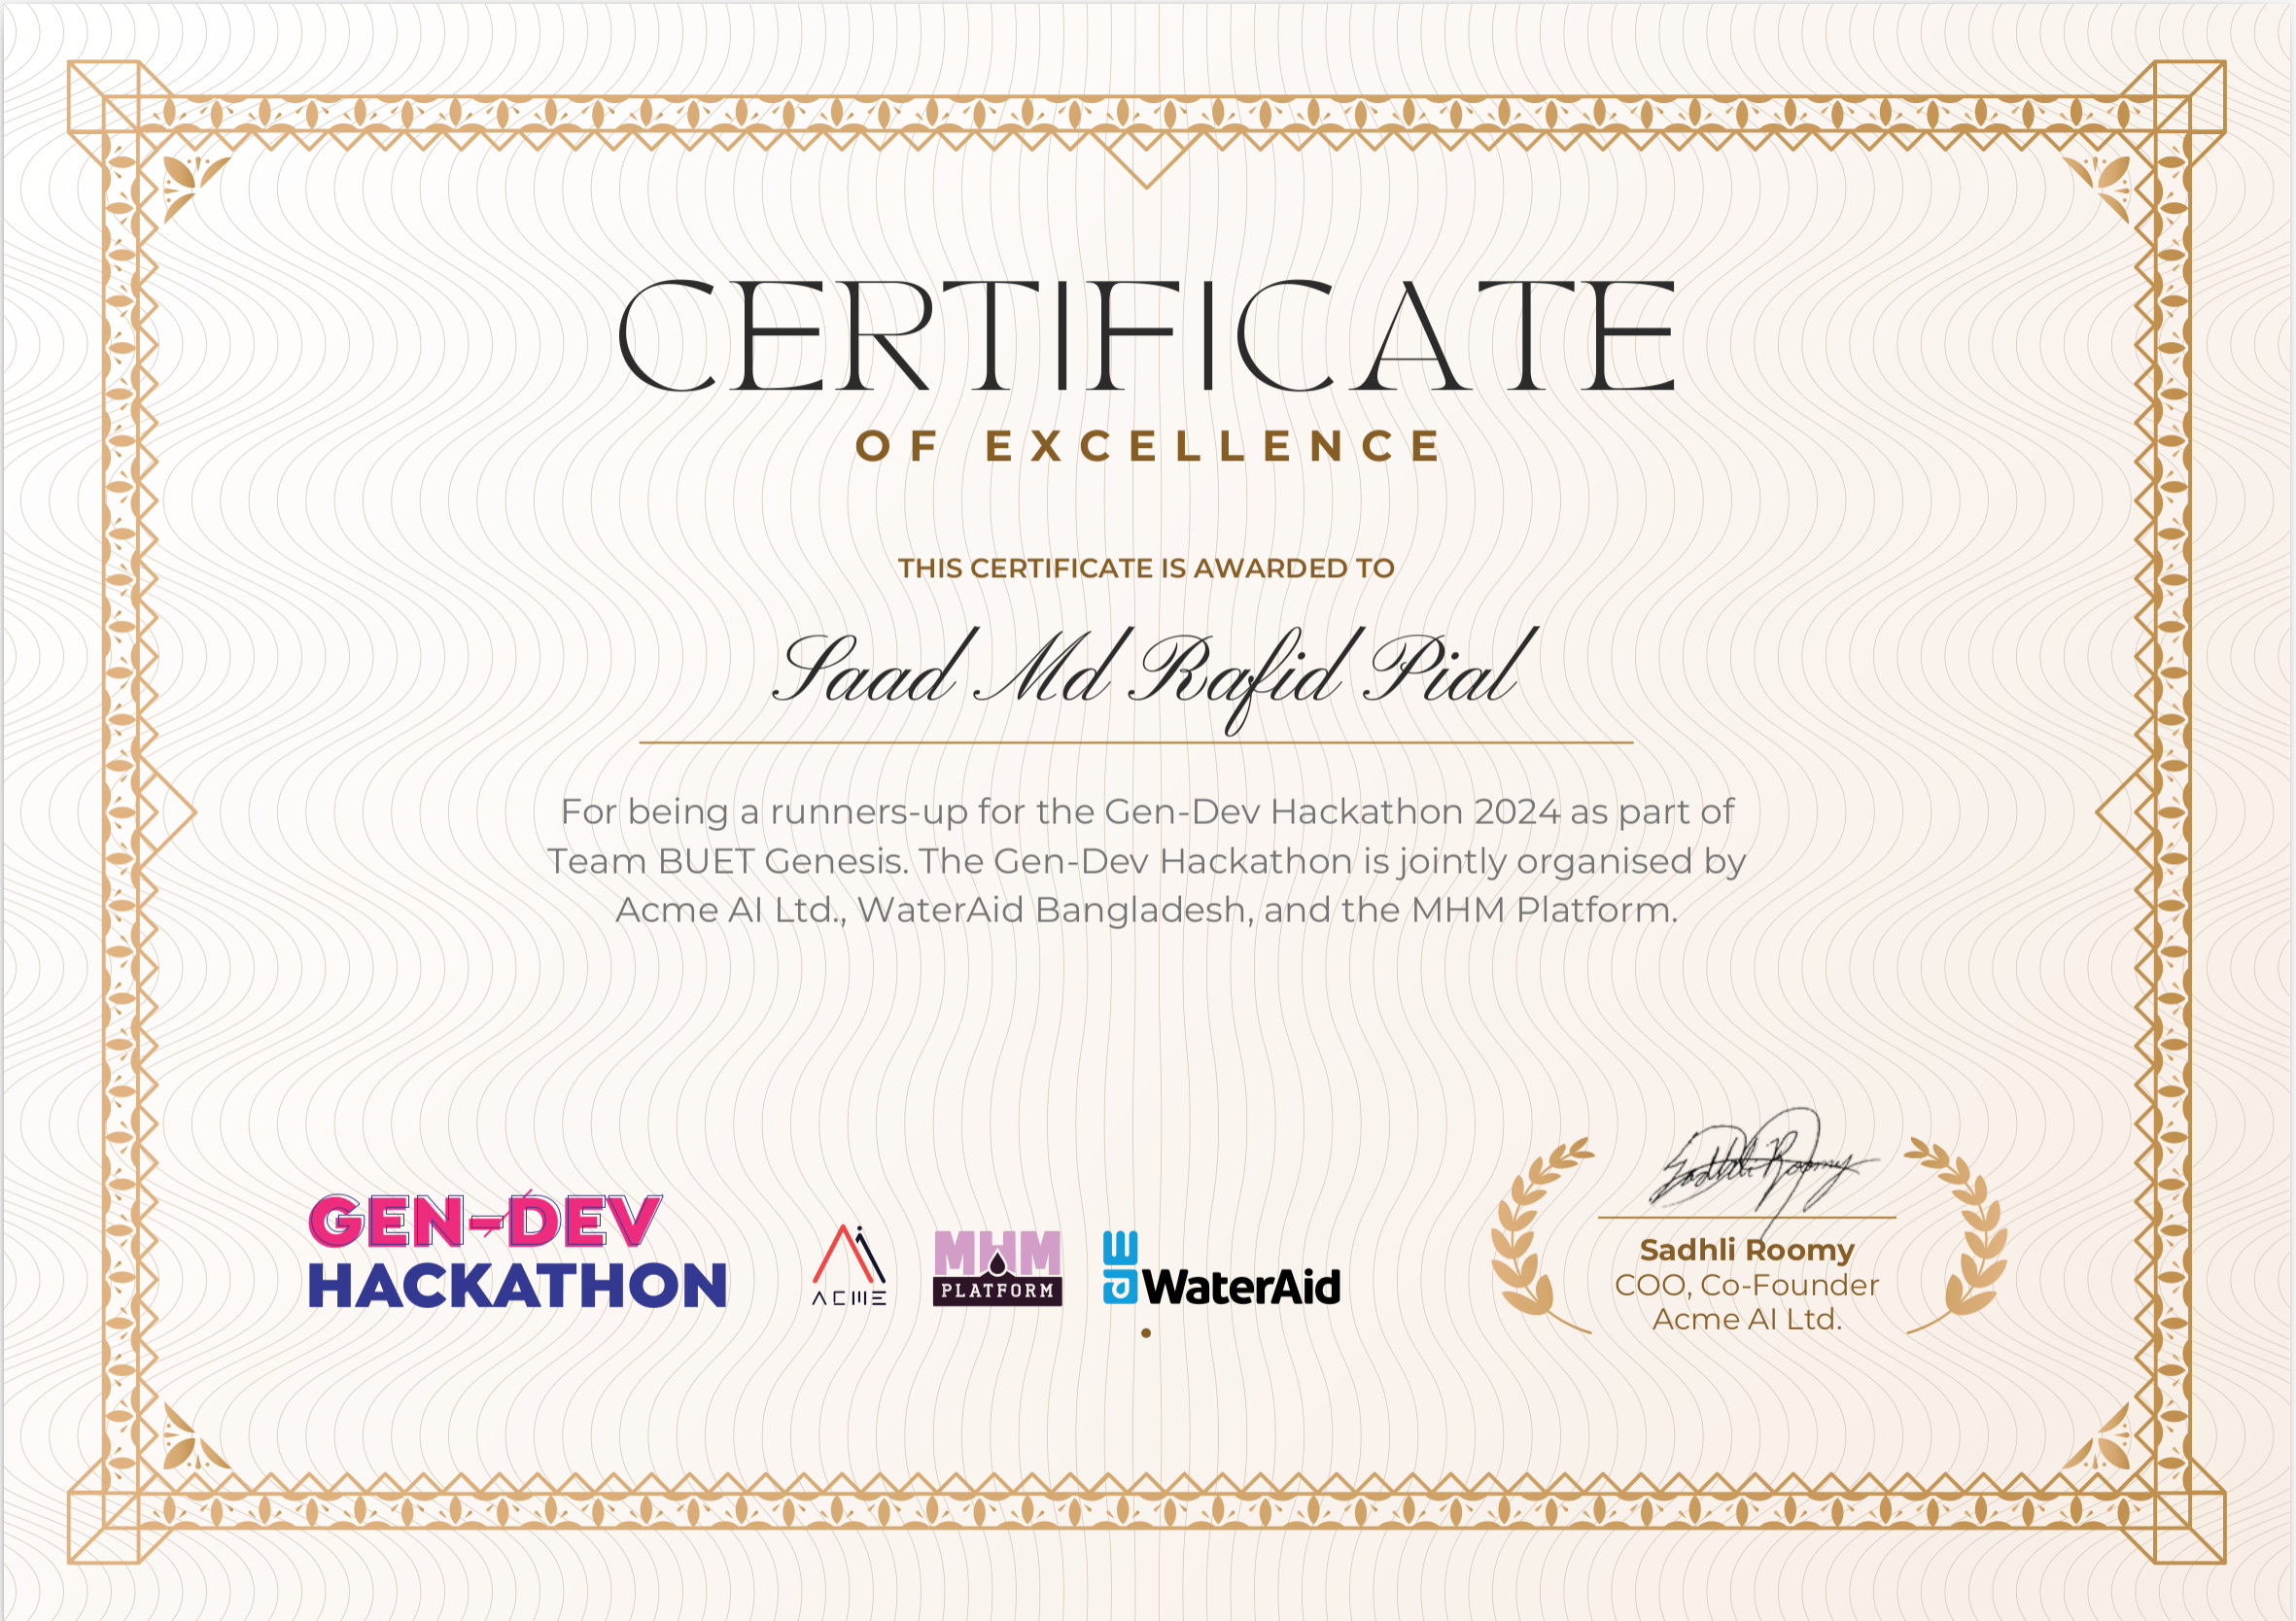 CERTIFICATE
OF EXCELLENCE
THIS CERTIFICATE IS AWARDED TO
Saad Md Rafid Pial
For being a runners-up for the Gen-Dev Hackathon 2024 as part of
Team BUET Genesis. The Gen-Dev Hackathon is jointly organised by
Acme AI Ltd., WaterAid Bangladesh, and the MHM Platform.
GEN-DEV
HACKATHON
ACME
MHM
PLATFORM
WaterAid
Sadhli Roomy
Sadhli Roomy
COO, Co-Founder
Acme AI Ltd.